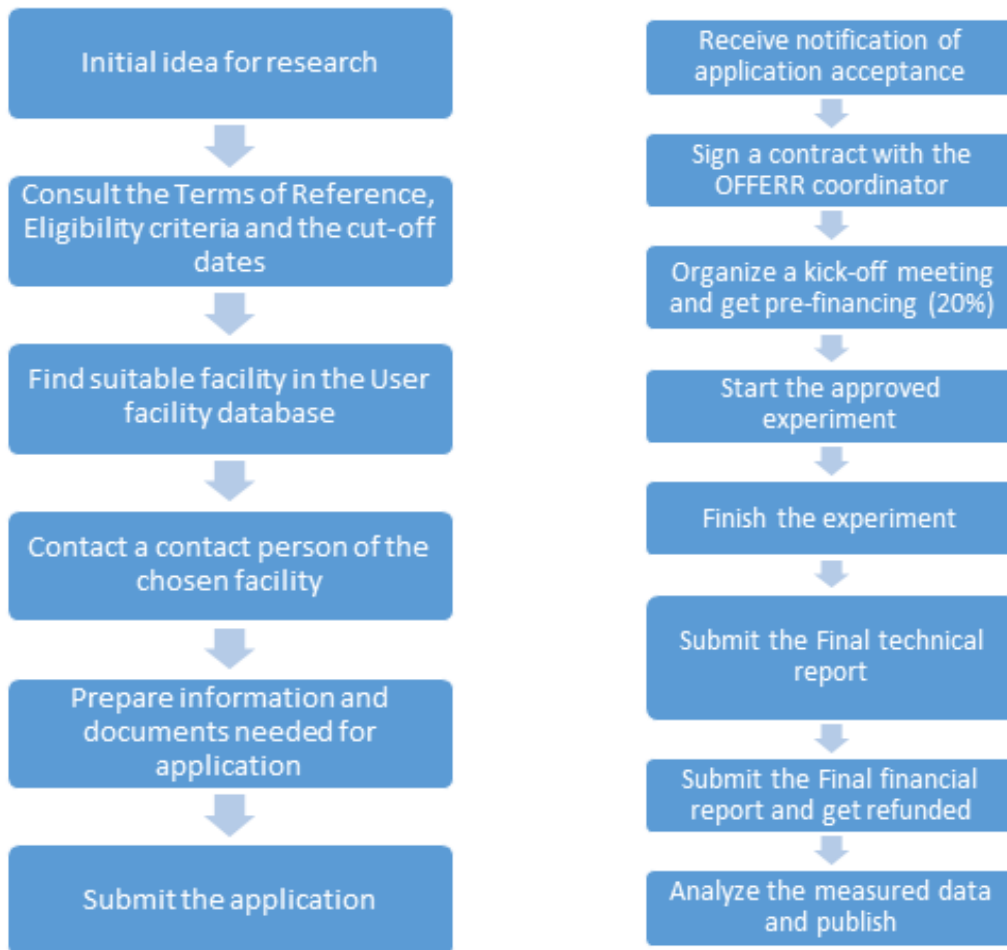 Initial idea for research
Consult the Terms of Reference,
Eligibility criteria and the cut-off
dates
Find suitable facility in the User
facility database
Contact a contact person of the
chosen facility
Prepare information and
documents needed for
application
Submit the application
Receive notification of
application acceptance
Sign a contract with the
OFFERR coordinator
Organize a kick-off meeting
and get pre-financing (20%)
Start the approved
experiment
Finish the experiment
Submit the Final technical
report
Submit the Final financial
report and get refunded
Analyze the measured data
and publish